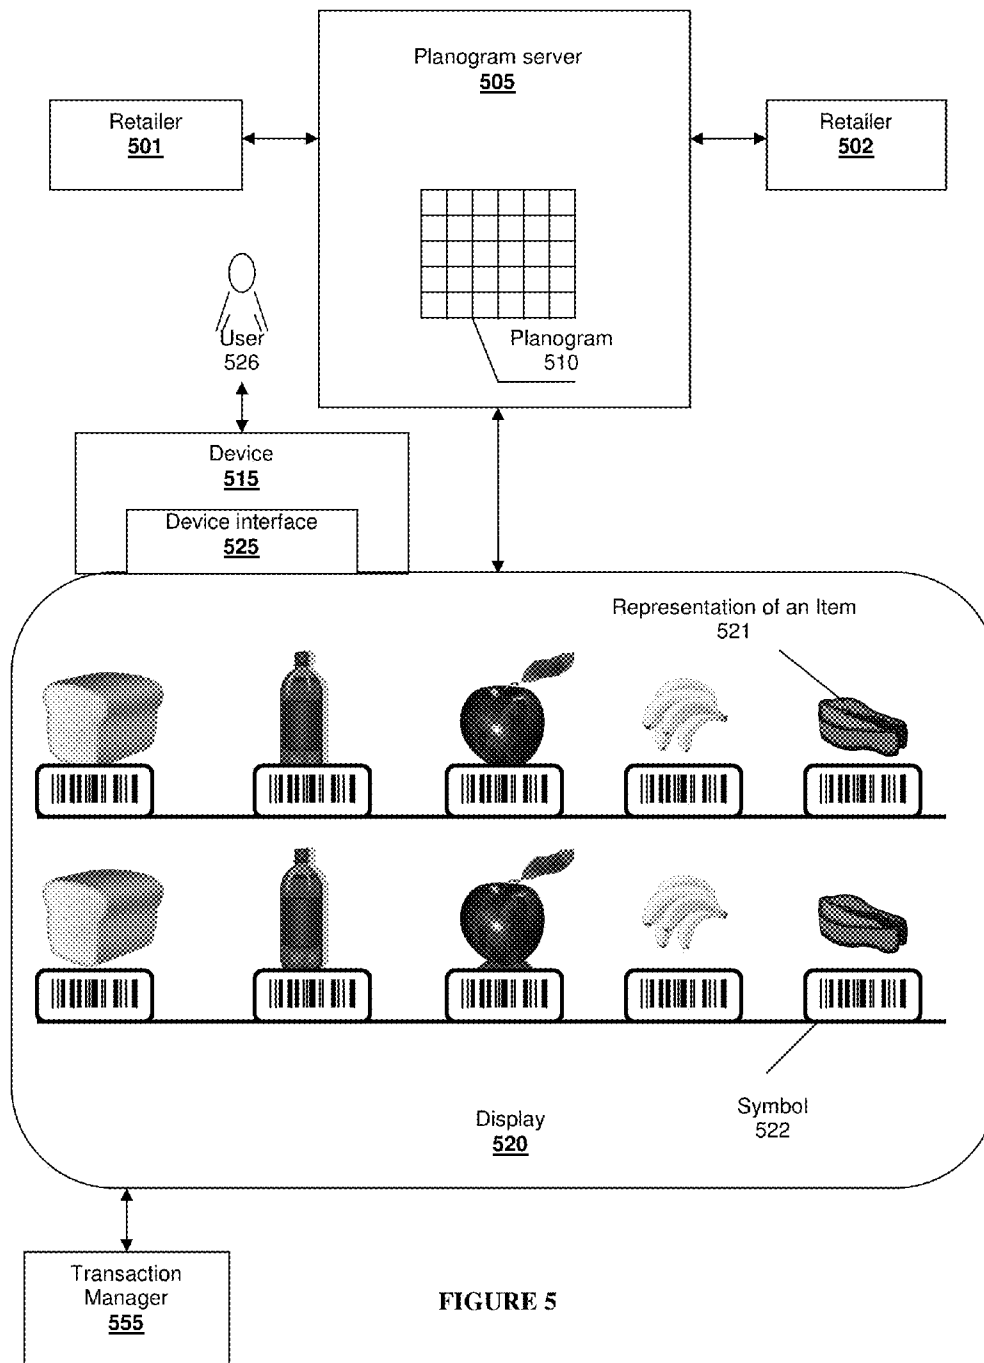 Planogram server
505
Retailer
501
Retailer
502
User
526
Planogram
510
Device
515
Device interface
525
Representation of an Item
521
Symbol
522
Display
520
Transaction
Manager
555
FIGURE 5